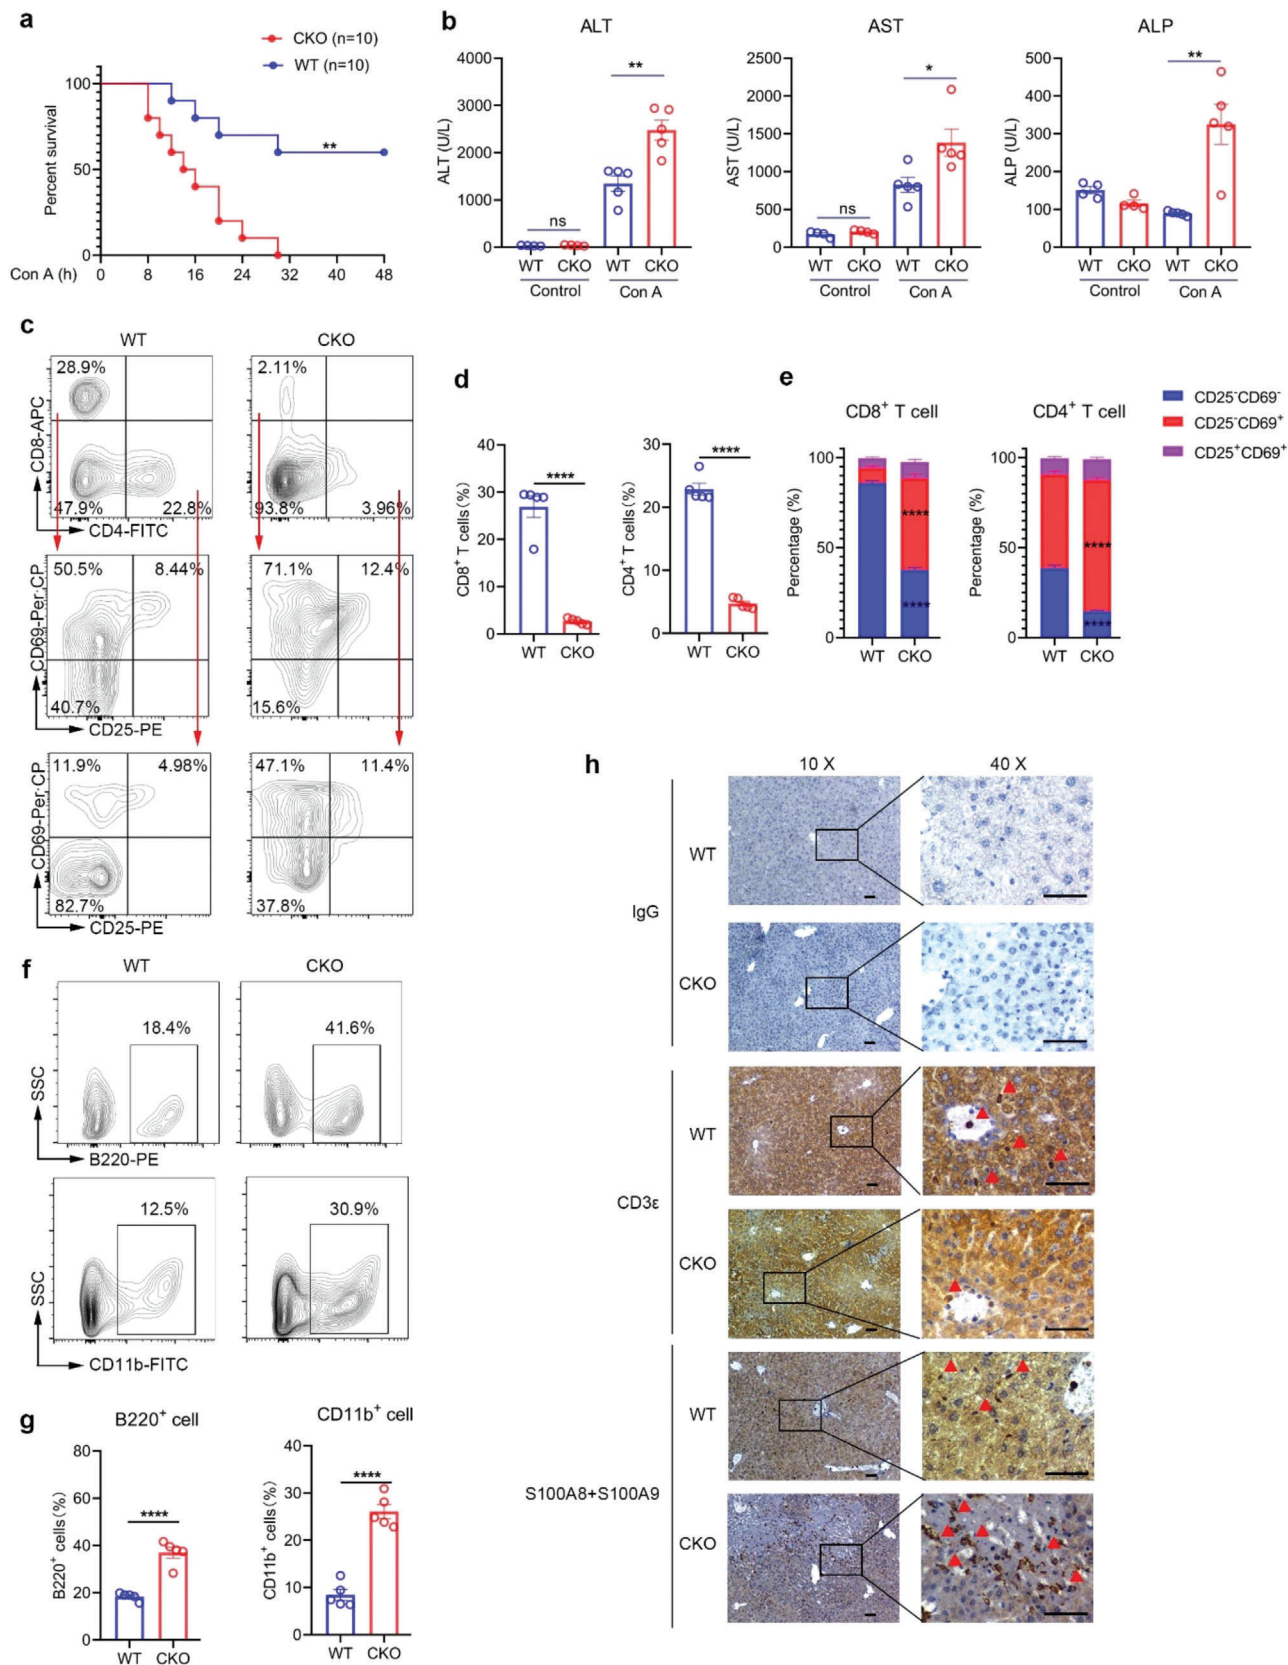 a
CKO (n=10)
WT (n=10)
Percent survival
100
50
0
**
0 8 16 24 32 40 48
Con A (h)
b
ALT
ALT (U/L)
4000
3000
2000
1000
0
ns
**
WT CKO WT CKO
Control Con A
AST
AST (U/L)
2500
2000
1500
1000
500
0
ns
*
WT CKO WT CKO
Control Con A
ALP
ALP (U/L)
500
400
300
200
100
0
**
WT CKO WT CKO
Control Con A
c
WT CKO
CD8-APC
28.9%
47.9% 22.8%
2.11%
93.8% 3.96%
CD4-FITC
CD69-Per·CP
50.5% 8.44%
40.7%
71.1% 12.4%
15.6%
CD25-PE
CD69-Per·CP
11.9% 4.98%
82.7%
47.1% 11.4%
37.8%
CD25-PE
d
CD8⁺ T cells (%)
40
30
20
10
0
****
WT CKO
CD4⁺ T cells (%)
30
20
10
0
****
WT CKO
e
CD8⁺ T cell
Percentage (%)
100
50
0
****
****
WT CKO
CD4⁺ T cell
Percentage (%)
100
50
0
****
****
WT CKO
CD25⁻CD69⁻
CD25⁻CD69⁺
CD25⁺CD69⁺
f
WT CKO
SSC
18.4% 41.6%
B220-PE
SSC
12.5% 30.9%
CD11b-FITC
g
B220⁺ cell
B220⁺ cells (%)
80
60
40
20
0
****
WT CKO
CD11b⁺ cell
CD11b⁺ cells (%)
40
30
20
10
0
****
WT CKO
h
10 X 40 X
IgG
WT
CKO
CD3ε
WT
CKO
S100A8+S100A9
WT
CKO